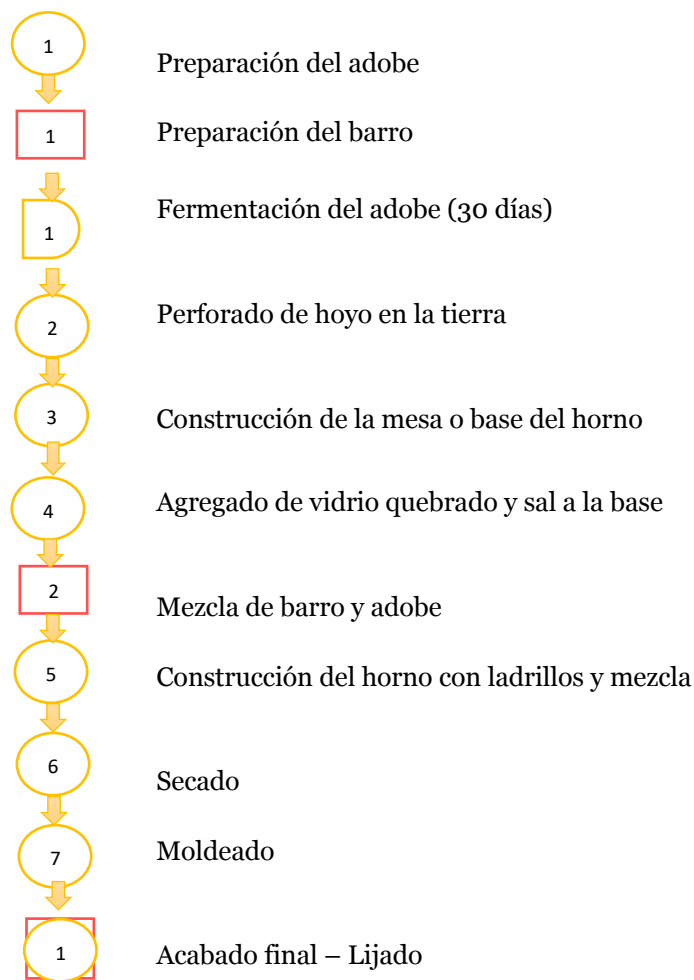 1 Preparación del adobe
1 Preparación del barro
1 Fermentación del adobe (30 días)
2 Perforado de hoyo en la tierra
3 Construcción de la mesa o base del horno
4 Agregado de vidrio quebrado y sal a la base
2 Mezcla de barro y adobe
5 Construcción del horno con ladrillos y mezcla
6 Secado
7 Moldeado
1 Acabado final – Lijado